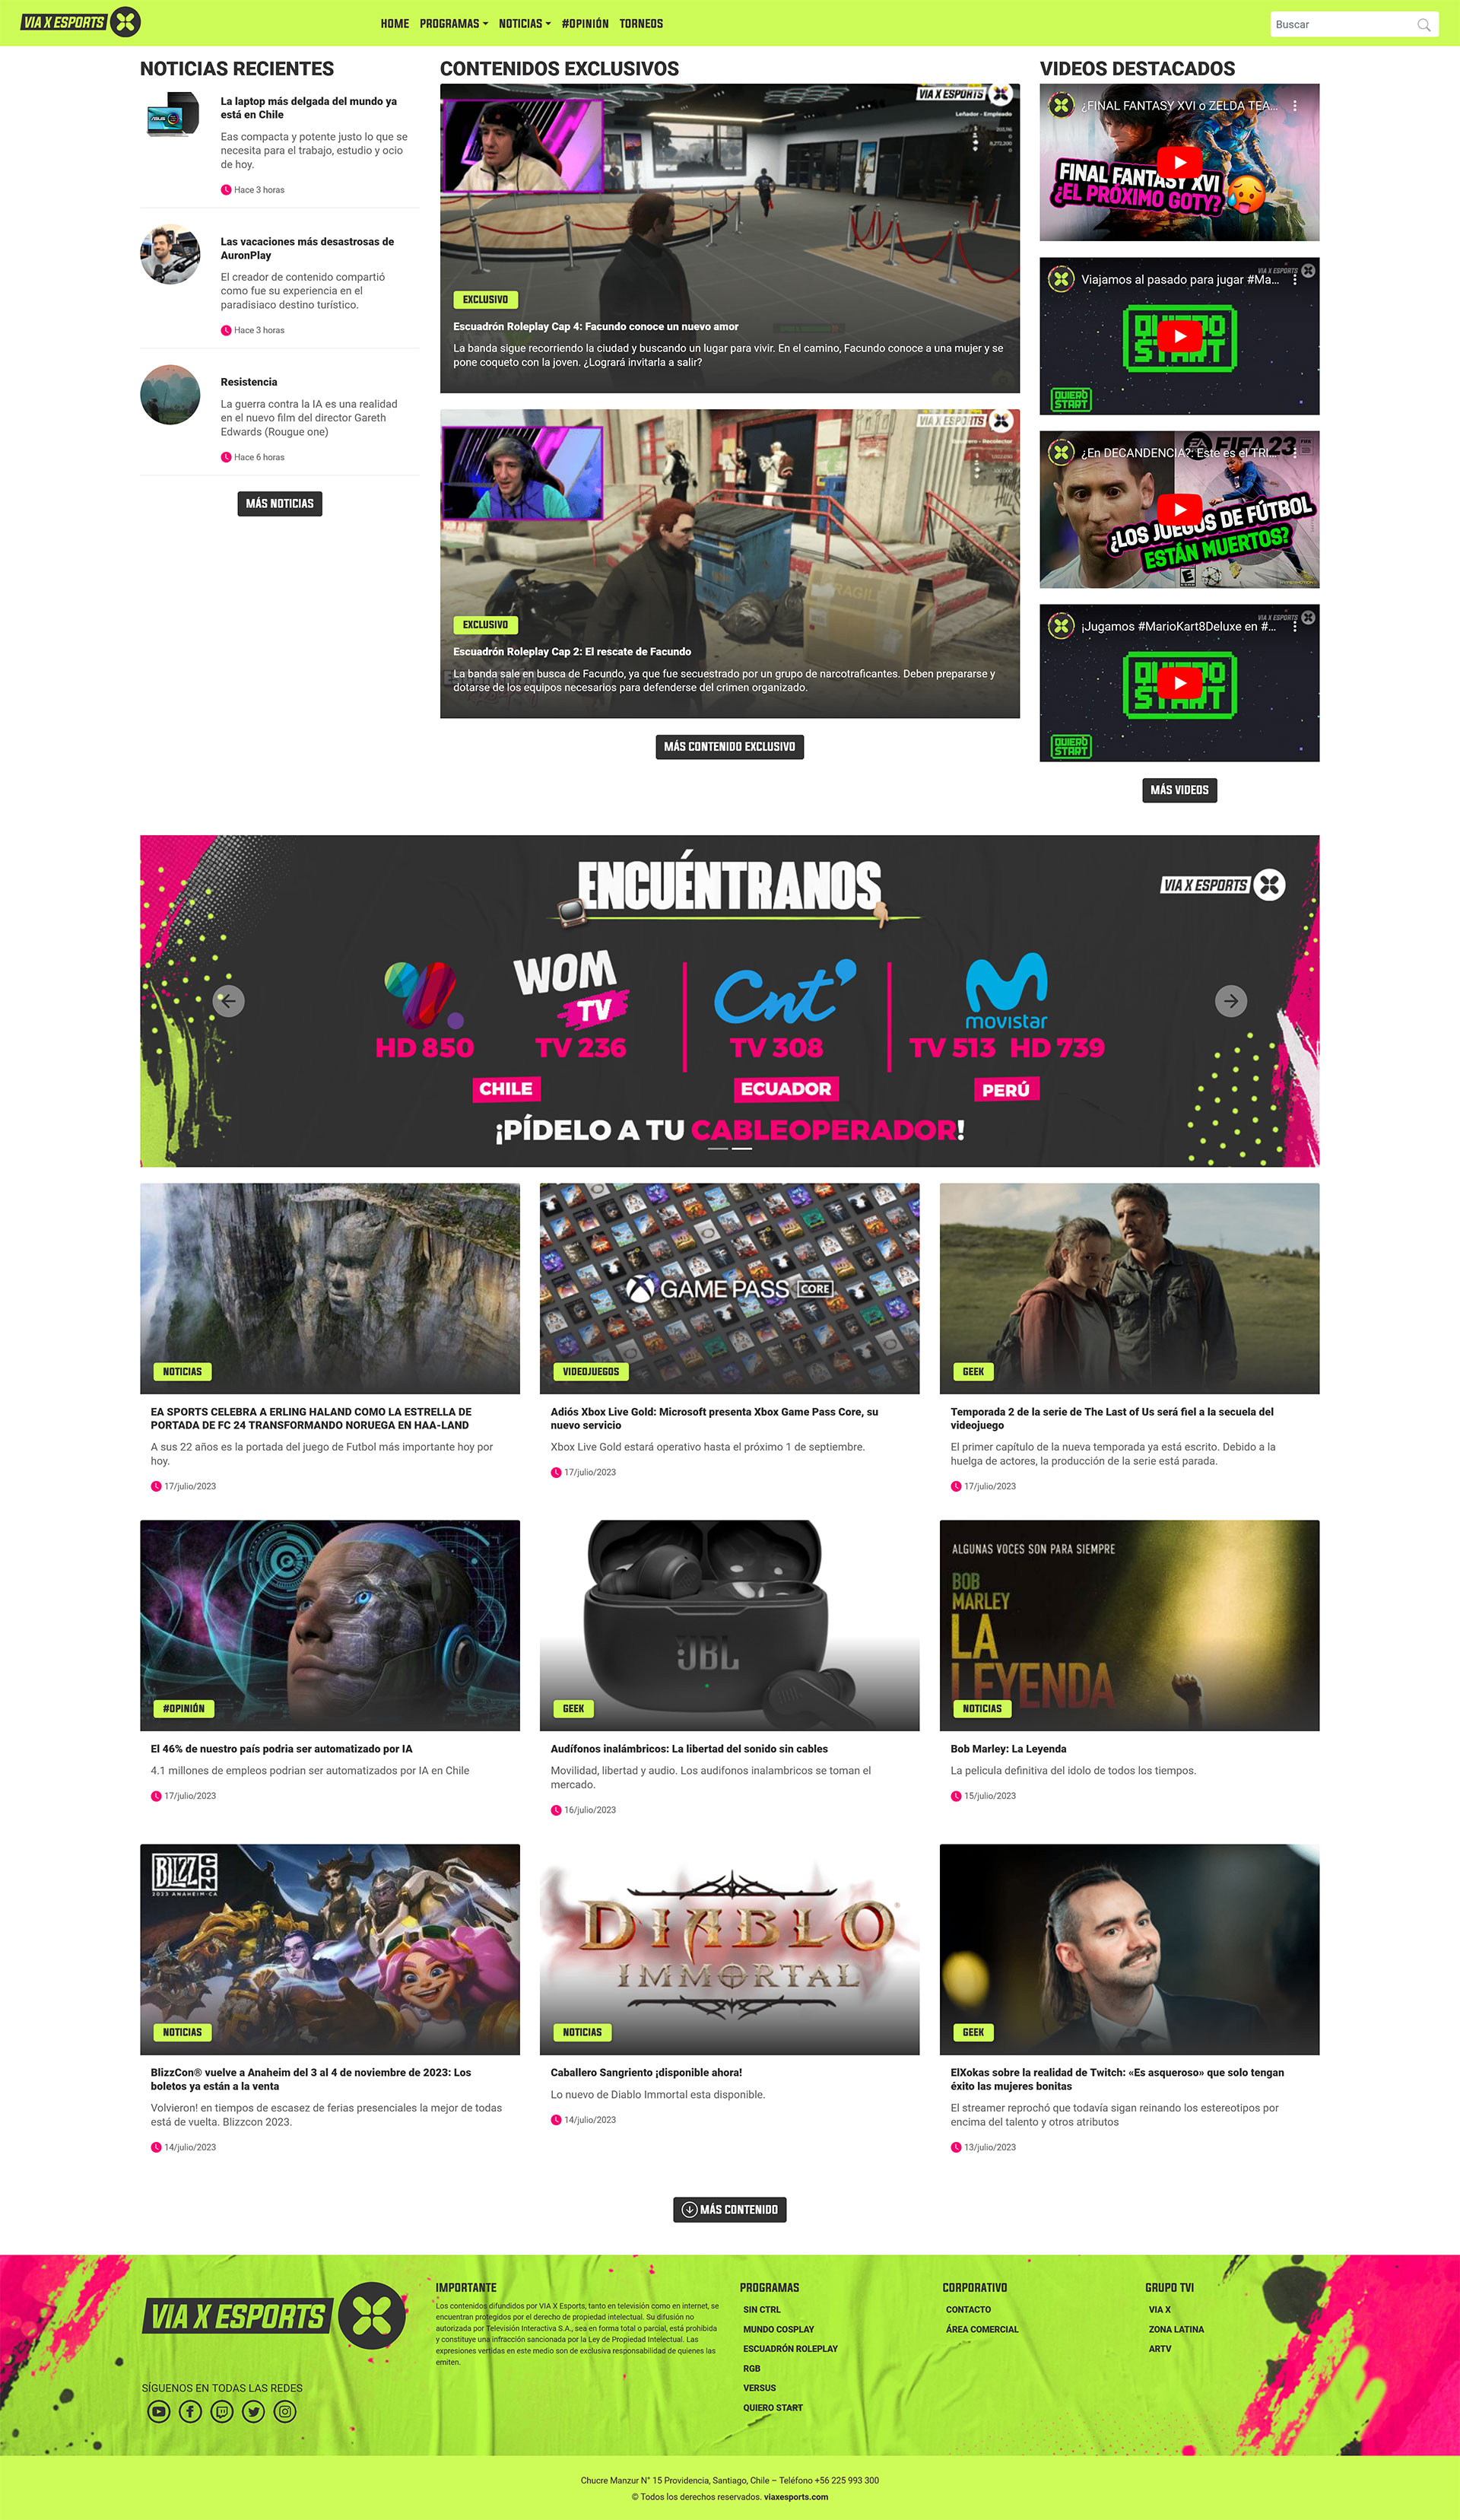 VIA X ESPORTS
HOME PROGRAMAS NOTICIAS #OPINIÓN TORNEOS
Buscar
NOTICIAS RECIENTES
La laptop más delgada del mundo ya
está en Chile
Eas compacta y potente justo lo que se
necesita para el trabajo, estudio y ocio
de hoy.
Hace 3 horas
Las vacaciones más desastrosas de
AuronPlay
El creador de contenido compartió
como fue su experiencia en el
paradisiaco destino turístico.
Hace 3 horas
Resistencia
La guerra contra la IA es una realidad
en el nuevo film del director Gareth
Edwards (Rougue one)
Hace 6 horas
MÁS NOTICIAS
CONTENIDOS EXCLUSIVOS
VIA X ESPORTS
Leñador - Empleado
EXCLUSIVO
Escuadrón Roleplay Cap 4: Facundo conoce un nuevo amor
La banda sigue recorriendo la ciudad y buscando un lugar para vivir. En el camino, Facundo conoce a una mujer y se
pone coqueto con la joven. ¿Logrará invitarla a salir?
VIA X ESPORTS
FRAGILE
EXCLUSIVO
Escuadrón Roleplay Cap 2: El rescate de Facundo
La banda sale en busca de Facundo, ya que fue secuestrado por un grupo de narcotraficantes. Deben prepararse y
dotarse de los equipos necesarios para defenderse del crimen organizado.
MÁS CONTENIDO EXCLUSIVO
VIDEOS DESTACADOS
¿FINAL FANTASY XVI o ZELDA TEA...
FINAL FANTASY XVI
¿EL PRÓXIMO GOTY?
VIA X ESPORTS
Viajamos al pasado para jugar #Ma...
QUIERO
START
QUIERO
START
EA FIFA 23
¿En DECANDENCIA?: Este es el TRI...
¿LOS JUEGOS DE FÚTBOL
ESTÁN MUERTOS?
VIA X ESPORTS
¡Jugamos #MarioKart8Deluxe en #...
QUIERO
START
QUIERO
START
MÁS VIDEOS
ENCUÉNTRANOS
VIA X ESPORTS
WOM
TV
Cnt
movistar
HD 850 TV 236 TV 308 TV 513 HD 739
CHILE ECUADOR PERÚ
¡PÍDELO A TU CABLEOPERADOR!
NOTICIAS
EA SPORTS CELEBRA A ERLING HALAND COMO LA ESTRELLA DE
PORTADA DE FC 24 TRANSFORMANDO NORUEGA EN HAA-LAND
A sus 22 años es la portada del juego de Futbol más importante hoy por
hoy.
17/julio/2023
GAME PASS CORE
VIDEOJUEGOS
Adiós Xbox Live Gold: Microsoft presenta Xbox Game Pass Core, su
nuevo servicio
Xbox Live Gold estará operativo hasta el próximo 1 de septiembre.
17/julio/2023
GEEK
Temporada 2 de la serie de The Last of Us será fiel a la secuela del
videojuego
El primer capítulo de la nueva temporada ya está escrito. Debido a la
huelga de actores, la producción de la serie está parada.
17/julio/2023
#OPINIÓN
El 46% de nuestro país podria ser automatizado por IA
4.1 millones de empleos podrian ser automatizados por IA en Chile
17/julio/2023
JBL
GEEK
Audífonos inalámbricos: La libertad del sonido sin cables
Movilidad, libertad y audio. Los audifonos inalambricos se toman el
mercado.
16/julio/2023
ALGUNAS VOCES SON PARA SIEMPRE
BOB
MARLEY
LA
LEYENDA
NOTICIAS
Bob Marley: La Leyenda
La pelicula definitiva del idolo de todos los tiempos.
15/julio/2023
BLIZZCON
2023 ANAHEIM-CA
NOTICIAS
BlizzCon® vuelve a Anaheim del 3 al 4 de noviembre de 2023: Los
boletos ya están a la venta
Volvieron! en tiempos de escasez de ferias presenciales la mejor de todas
está de vuelta. Blizzcon 2023.
14/julio/2023
DIABLO
IMMORTAL
NOTICIAS
Caballero Sangriento ¡disponible ahora!
Lo nuevo de Diablo Immortal esta disponible.
14/julio/2023
GEEK
ElXokas sobre la realidad de Twitch: «Es asqueroso» que solo tengan
éxito las mujeres bonitas
El streamer reprochó que todavía sigan reinando los estereotipos por
encima del talento y otros atributos
13/julio/2023
MÁS CONTENIDO
VIA X ESPORTS
SÍGUENOS EN TODAS LAS REDES
IMPORTANTE
Los contenidos difundidos por VIA X Esports, tanto en televisión como en internet, se
encuentran protegidos por el derecho de propiedad intelectual. Su difusión no
autorizada por Televisión Interactiva S.A., sea en forma total o parcial, está prohibida
y constituye una infracción sancionada por la Ley de Propiedad Intelectual. Las
expresiones vertidas en este medio son de exclusiva responsabilidad de quienes las
emiten.
PROGRAMAS
SIN CTRL
MUNDO COSPLAY
ESCUADRÓN ROLEPLAY
RGB
VERSUS
QUIERO START
CORPORATIVO
CONTACTO
ÁREA COMERCIAL
GRUPO TVI
VIA X
ZONA LATINA
ARTV
Chucre Manzur N° 15 Providencia, Santiago, Chile – Teléfono +56 225 993 300
© Todos los derechos reservados. viaxesports.com